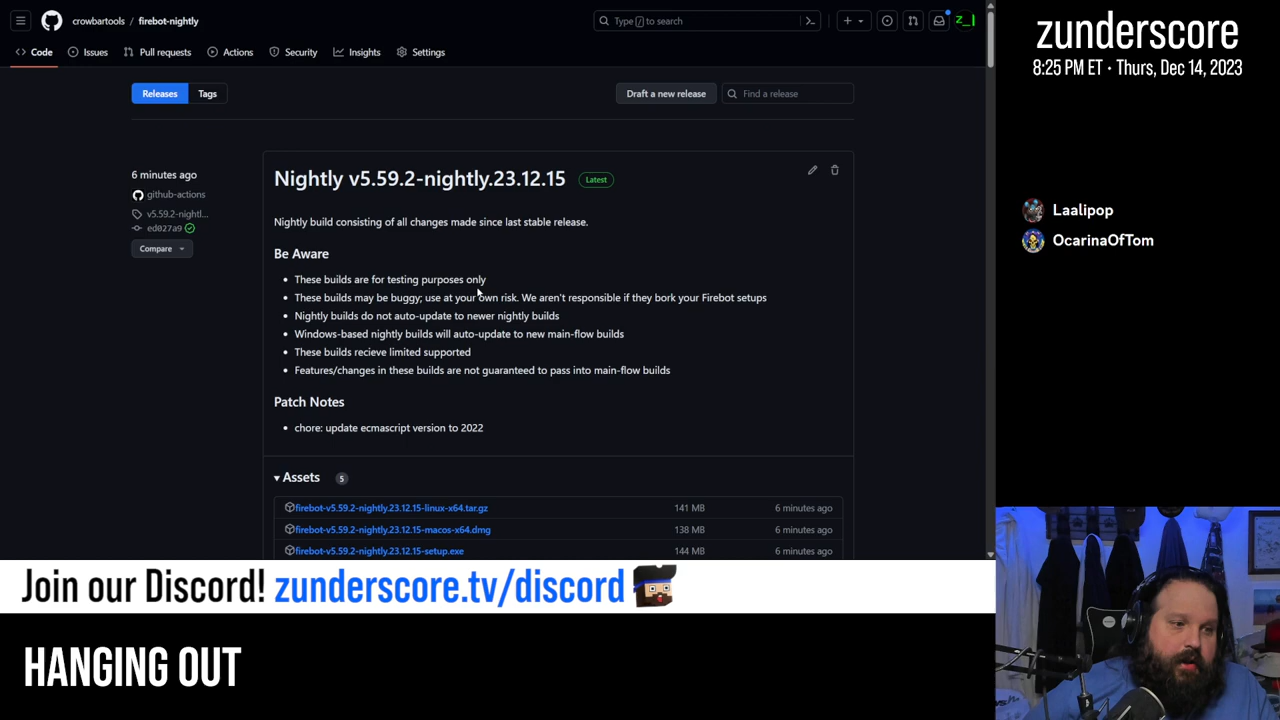 crowbartools / firebot-nightly
Type / to search
Code
Issues
Pull requests
Actions
Security
Insights
Settings
Releases
Tags
Draft a new release
Find a release
6 minutes ago
github-actions
v5.59.2-nightl...
ed027a9
Compare
Nightly v5.59.2-nightly.23.12.15
Latest
Nightly build consisting of all changes made since last stable release.
Be Aware
These builds are for testing purposes only
These builds may be buggy; use at your own risk. We aren't responsible if they bork your Firebot setups
Nightly builds do not auto-update to newer nightly builds
Windows-based nightly builds will auto-update to new main-flow builds
These builds recieve limited supported
Features/changes in these builds are not guaranteed to pass into main-flow builds
Patch Notes
chore: update ecmascript version to 2022
Assets 5
firebot-v5.59.2-nightly.23.12.15-linux-x64.tar.gz 141 MB 6 minutes ago
firebot-v5.59.2-nightly.23.12.15-macos-x64.dmg 138 MB 6 minutes ago
firebot-v5.59.2-nightly.23.12.15-setup.exe 144 MB 6 minutes ago
zunderscore
8:25 PM ET • Thurs, Dec 14, 2023
Laalipop
OcarinaOfTom
Join our Discord! zunderscore.tv/discord
HANGING OUT